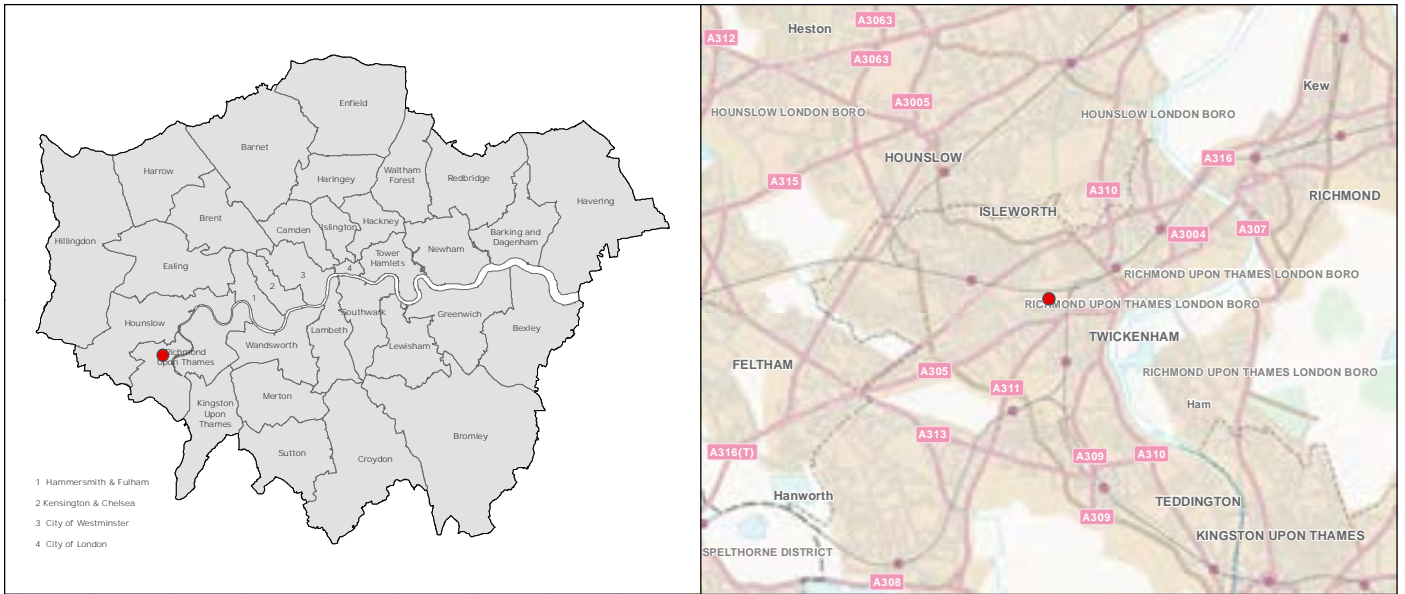 Enfield
Barnet
Harrow
Haringey
Waltham
Forest
Redbridge
Havering
Brent
Hillingdon
Camden
Islington
Hackney
Barking and
Dagenham
Newham
Tower
Hamlets
Ealing
3
4
2
1
Hounslow
Southwark
Greenwich
Lambeth
Bexley
Wandsworth
Lewisham
Richmond
Upon Thames
Merton
Kingston
Upon
Thames
Bromley
Sutton
Croydon
1 Hammersmith & Fulham
2 Kensington & Chelsea
3 City of Westminster
4 City of London
A3063
Heston
A312
A3063
Kew
A3005
HOUNSLOW LONDON BORO
HOUNSLOW LONDON BORO
HOUNSLOW
A316
A315
A310
RICHMOND
ISLEWORTH
A307
A3004
RICHMOND UPON THAMES LONDON BORO
RICHMOND UPON THAMES LONDON BORO
TWICKENHAM
FELTHAM
A305
RICHMOND UPON THAMES LONDON BORO
A311
Ham
A313
A316(T)
A309
A310
Hanworth
TEDDINGTON
A309
KINGSTON UPON THAMES
SPELTHORNE DISTRICT
A308